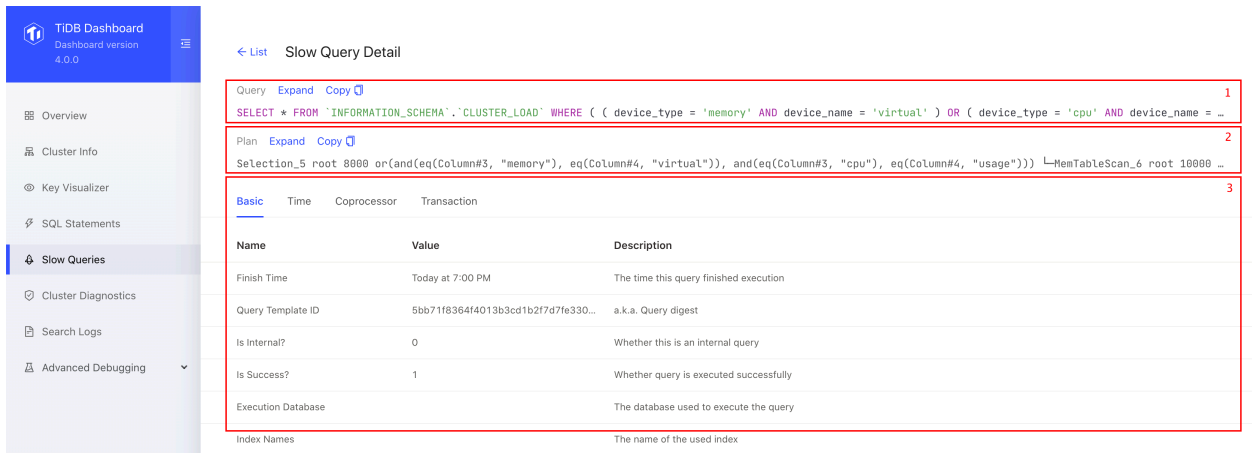 TiDB Dashboard
Dashboard version
4.0.0
Overview
Cluster Info
Key Visualizer
SQL Statements
Slow Queries
Cluster Diagnostics
Search Logs
Advanced Debugging
← List Slow Query Detail
Query Expand Copy 1
SELECT * FROM `INFORMATION_SCHEMA`.`CLUSTER_LOAD` WHERE ( ( device_type = 'memory' AND device_name = 'virtual' ) OR ( device_type = 'cpu' AND device_name = …
Plan Expand Copy 2
Selection_5 root 8000 or(and(eq(Column#3, "memory"), eq(Column#4, "virtual")), and(eq(Column#3, "cpu"), eq(Column#4, "usage"))) └─MemTableScan_6 root 10000 …
3
Basic Time Coprocessor Transaction
Name Value Description
Finish Time Today at 7:00 PM The time this query finished execution
Query Template ID 5bb71f8364f4013b3cd1b2f7d7fe330... a.k.a. Query digest
Is Internal? 0 Whether this is an internal query
Is Success? 1 Whether query is executed successfully
Execution Database The database used to execute the query
Index Names The name of the used index